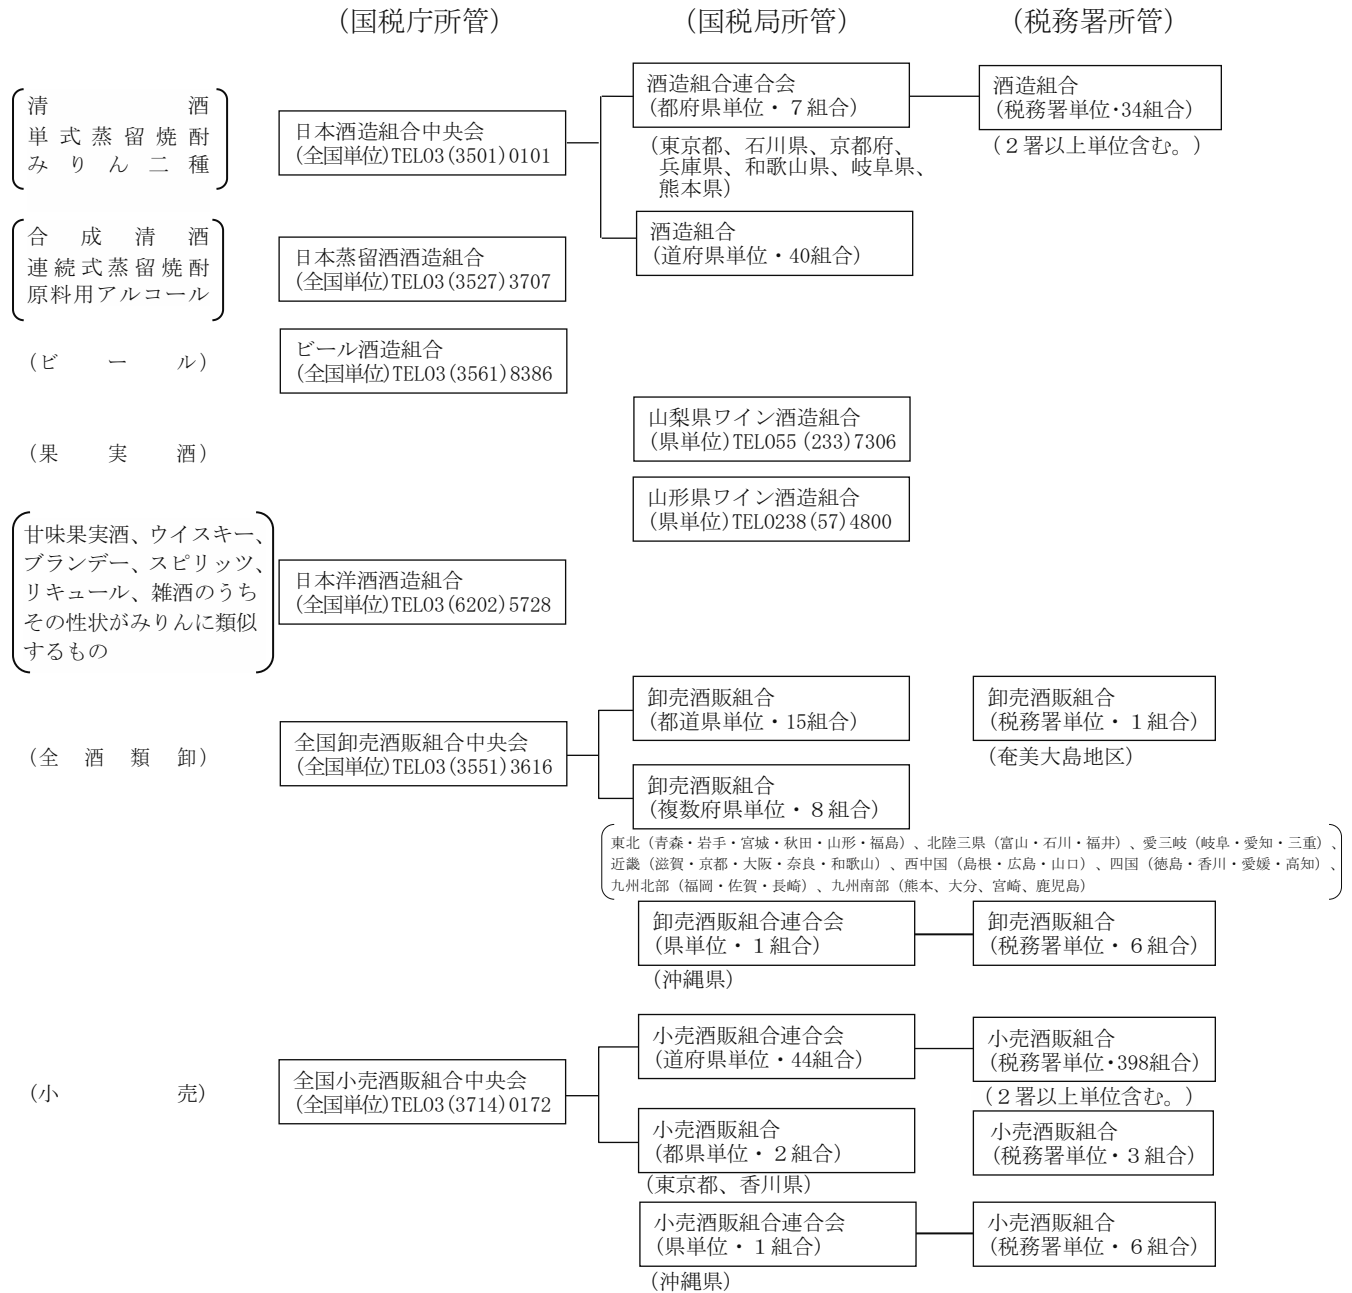 (国税庁所管)
(国税局所管)
(税務署所管)
清酒
単式蒸留焼酎
みりん二種
日本酒造組合中央会
(全国単位)TEL03(3501)0101
酒造組合連合会
(都府県単位・７組合)
(東京都、石川県、京都府、
兵庫県、和歌山県、岐阜県、
熊本県)
酒造組合
(税務署単位・34組合)
(２署以上単位含む。)
酒造組合
(道府県単位・40組合)
合成清酒
連続式蒸留焼酎
原料用アルコール
日本蒸留酒酒造組合
(全国単位)TEL03(3527)3707
(ビール)
ビール酒造組合
(全国単位)TEL03(3561)8386
(果実酒)
山梨県ワイン酒造組合
(県単位)TEL055(233)7306
山形県ワイン酒造組合
(県単位)TEL0238(57)4800
甘味果実酒、ウイスキー、
ブランデー、スピリッツ、
リキュール、雑酒のうち
その性状がみりんに類似
するもの
日本洋酒酒造組合
(全国単位)TEL03(6202)5728
(全酒類卸)
全国卸売酒販組合中央会
(全国単位)TEL03(3551)3616
卸売酒販組合
(都道県単位・15組合)
卸売酒販組合
(税務署単位・１組合)
(奄美大島地区)
卸売酒販組合
(複数府県単位・８組合)
東北（青森・岩手・宮城・秋田・山形・福島）、北陸三県（富山・石川・福井）、愛三岐（岐阜・愛知・三重）、
近畿（滋賀・京都・大阪・奈良・和歌山）、西中国（島根・広島・山口）、四国（徳島・香川・愛媛・高知）、
九州北部（福岡・佐賀・長崎）、九州南部（熊本、大分、宮崎、鹿児島）
卸売酒販組合連合会
(県単位・１組合)
(沖縄県)
卸売酒販組合
(税務署単位・６組合)
(小売)
全国小売酒販組合中央会
(全国単位)TEL03(3714)0172
小売酒販組合連合会
(道府県単位・44組合)
小売酒販組合
(税務署単位・398組合)
(２署以上単位含む。)
小売酒販組合
(都県単位・２組合)
(東京都、香川県)
小売酒販組合
(税務署単位・３組合)
小売酒販組合連合会
(県単位・１組合)
(沖縄県)
小売酒販組合
(税務署単位・６組合)